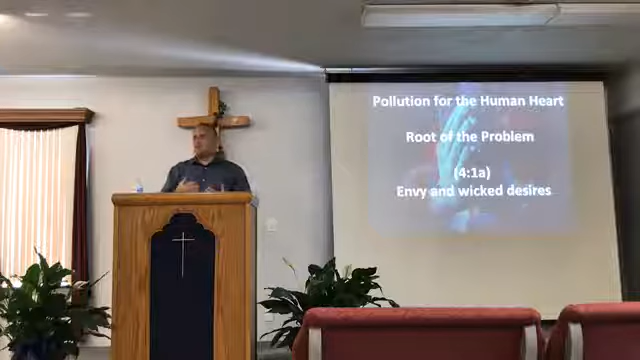 Pollution for the Human Heart
Root of the Problem
(4:1a)
Envy and wicked desires